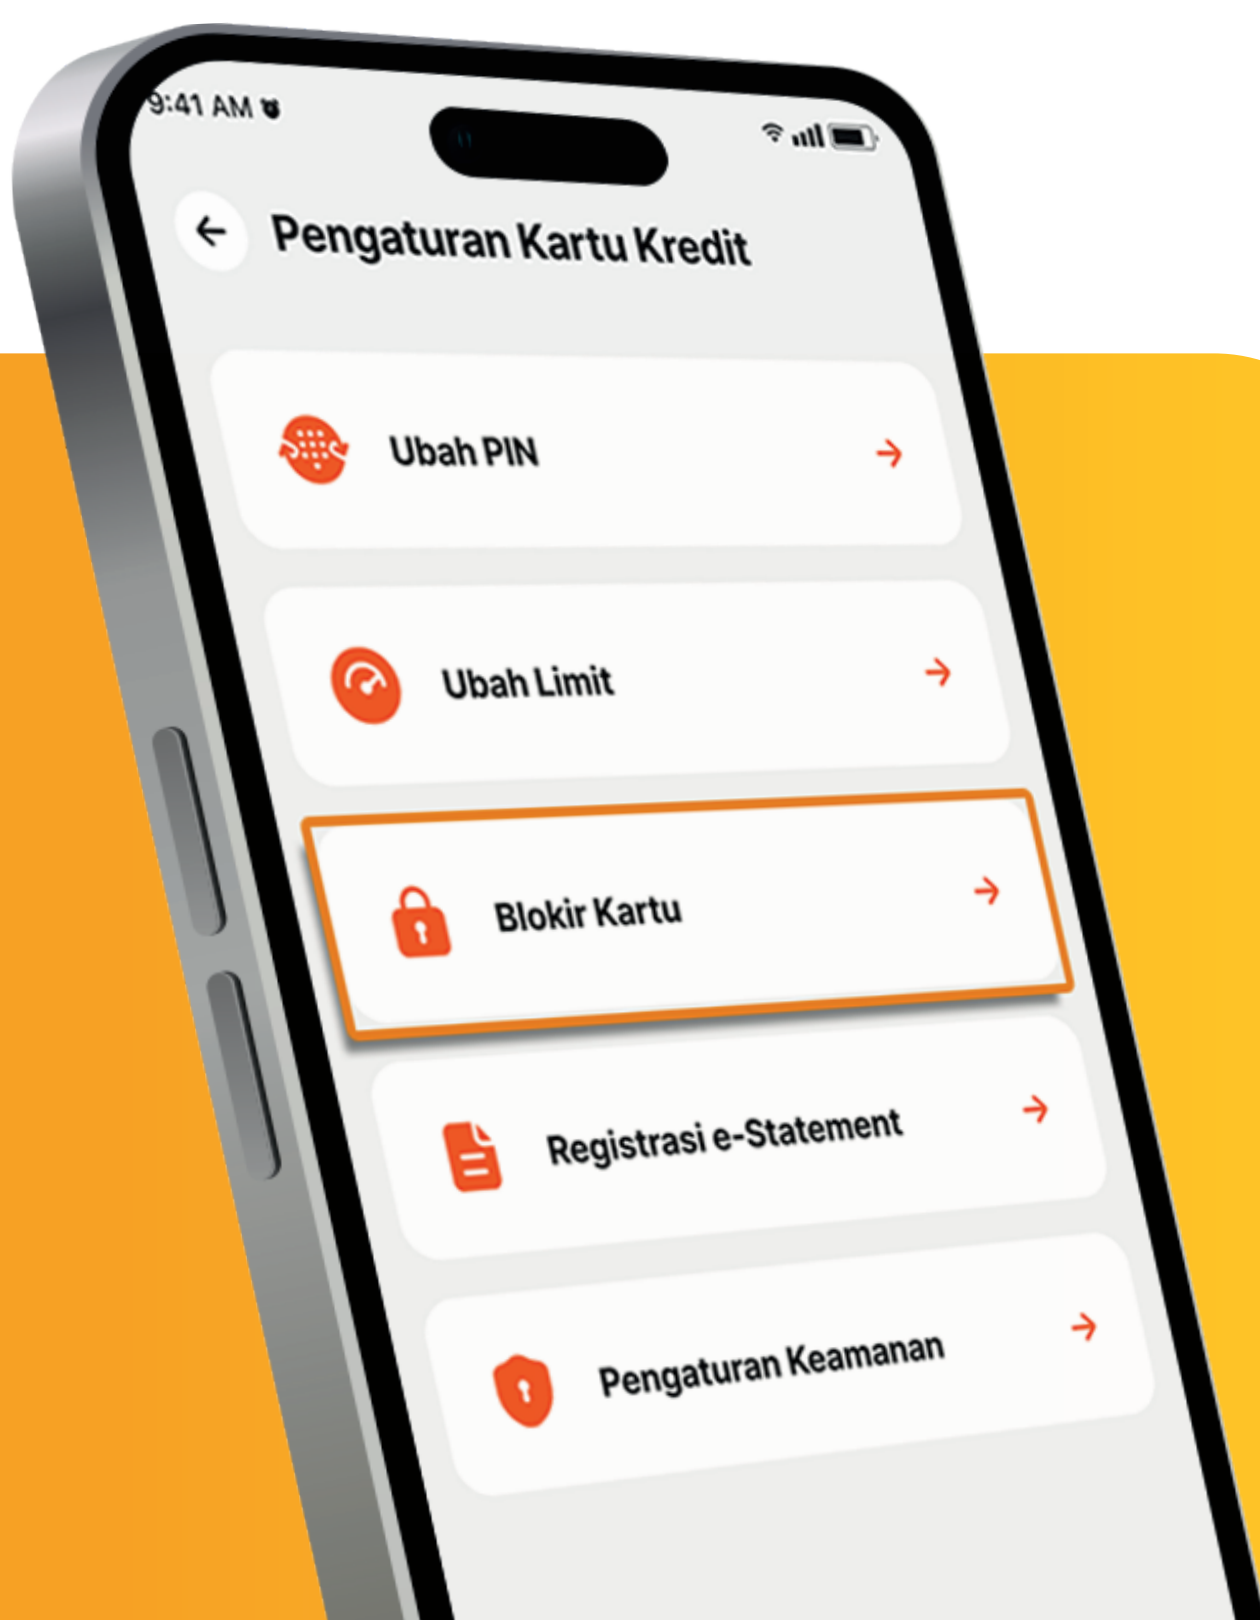 9:41 AM
Pengaturan Kartu Kredit
Ubah PIN
Ubah Limit
Blokir Kartu
Registrasi e-Statement
Pengaturan Keamanan